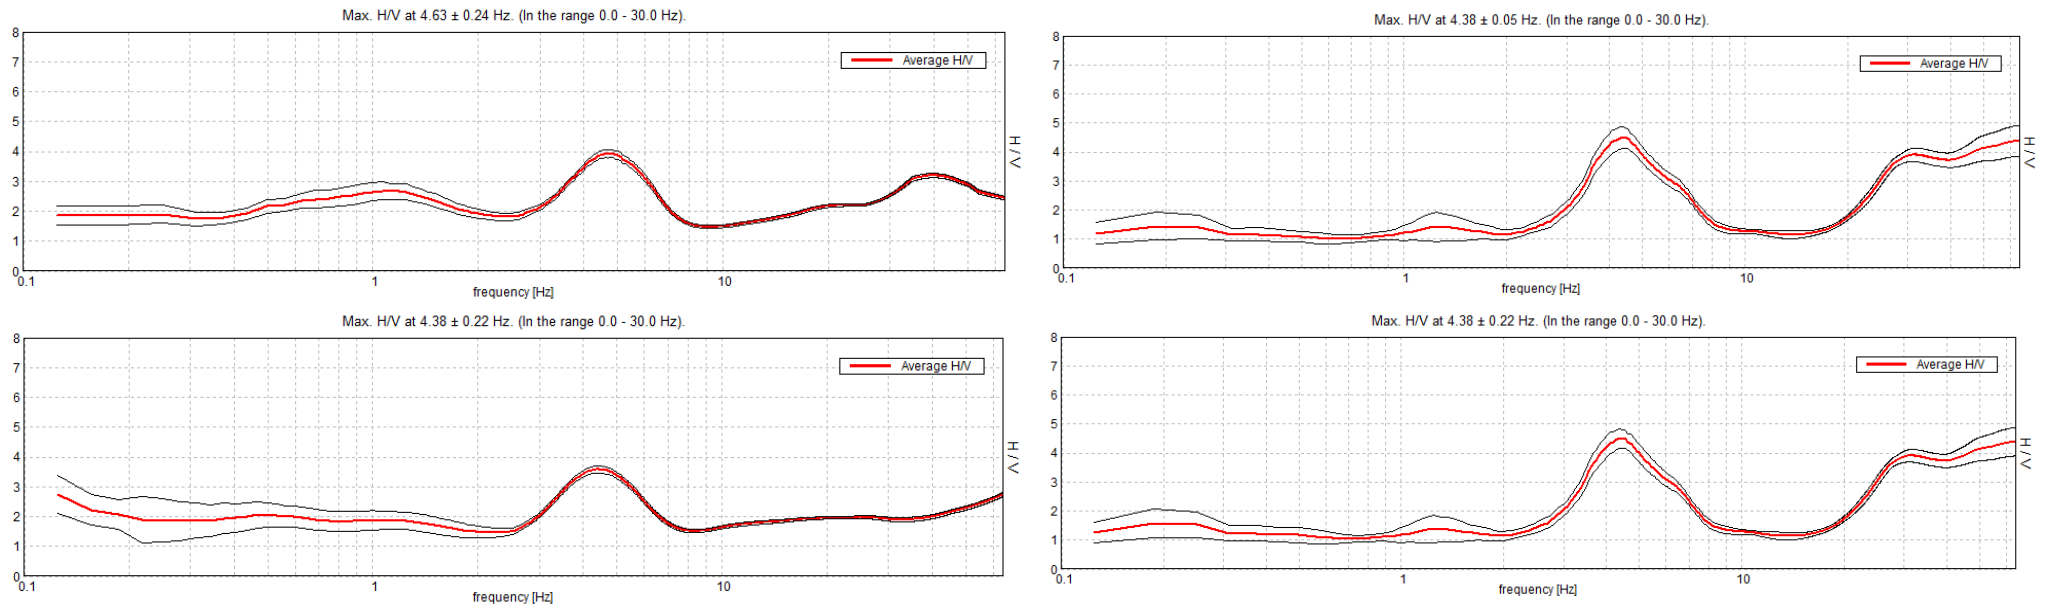 Max. H/V at 4.63 ± 0.24 Hz. (In the range 0.0 - 30.0 Hz).
8
7
6
5
4
3
2
1
0
Average H/V
H / V
0.1 1 10
frequency [Hz]
Max. H/V at 4.38 ± 0.05 Hz. (In the range 0.0 - 30.0 Hz).
8
7
6
5
4
3
2
1
0
Average H/V
H / V
0.1 1 10
frequency [Hz]
Max. H/V at 4.38 ± 0.22 Hz. (In the range 0.0 - 30.0 Hz).
8
7
6
5
4
3
2
1
0
Average H/V
H / V
0.1 1 10
frequency [Hz]
Max. H/V at 4.38 ± 0.22 Hz. (In the range 0.0 - 30.0 Hz).
8
7
6
5
4
3
2
1
0
Average H/V
H / V
0.1 1 10
frequency [Hz]